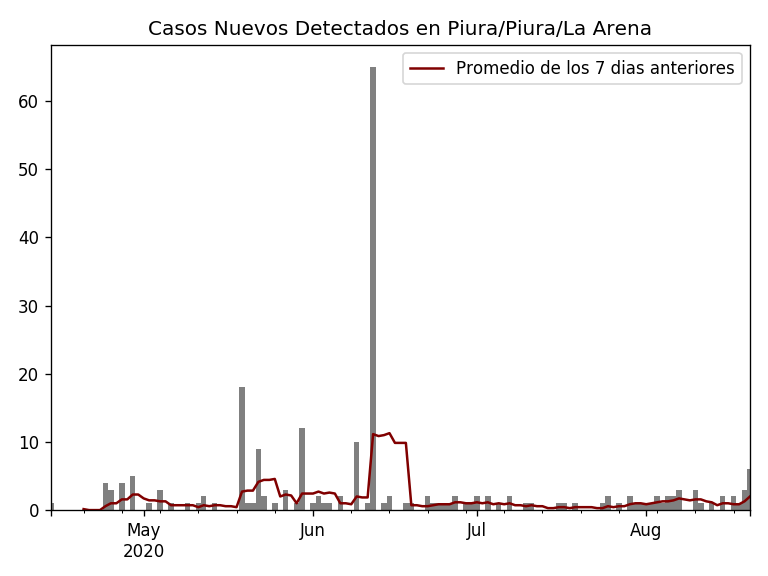 Casos Nuevos Detectados en Piura/Piura/La Arena
Promedio de los 7 dias anteriores
60
50
40
30
20
10
0
May Jun Jul Aug
2020